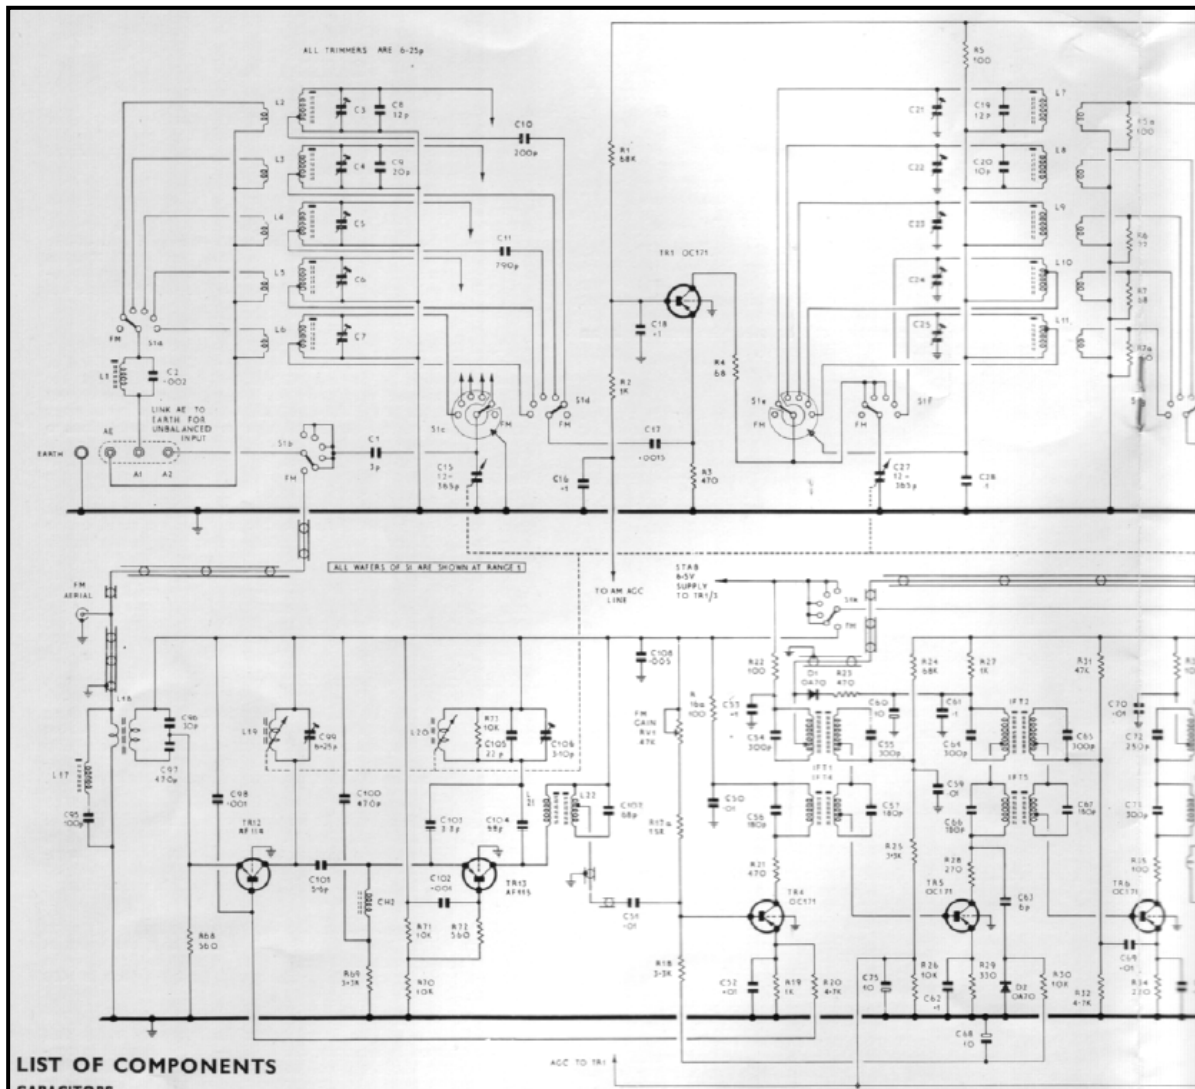 ALL TRIMMERS ARE 6-25p
L2
C3
C8
12p
C10
200p
L3
C4
C9
20p
L4
C5
C11
790p
L5
C6
L6
C7
FM
S1a
L1
C2
·002
LINK AE TO
EARTH FOR
UNBALANCED
INPUT
AE
EARTH
A1
A2
S1b
FM
C1
3p
S1c
FM
C15
12-
365p
S1d
FM
C16
·1
R1
68K
TR1 OC171
C18
·1
R2
1K
R4
68
C17
·0015
R3
470
R5
100
C21
C19
12p
L7
100
C22
C20
10p
L8
C23
L9
R6
C24
L10
R7
68
C25
L11
S1e
FM
S1f
FM
C27
12-
365p
C28
·1
ALL WAFERS OF S1 ARE SHOWN AT RANGE 1
TO AM AGC
LINE
STAB
6·5V
SUPPLY
TO TR1/3
FM
FM
AERIAL
L18
C96
30p
C97
470p
L17
C95
100p
C98
·001
TR12
AF114
R68
560
L19
C99
6-25p
C100
470p
C101
5·6p
CH2
R69
3·3K
L20
R73
10K
C105
22p
C106
3-10p
C103
3·3p
C104
68p
L21
L22
C107
68p
C102
·001
TR13
AF115
R71
10K
R72
560
R70
10K
C108
·005
FM
GAIN
RV1
47K
R
16a
100
R17a
15K
C51
·01
R18
3·3K
R22
100
D1
OA70
R23
470
C53
·1
C54
300p
C55
300p
IFT1
IFT4
C50
·01
C56
180p
C57
180p
R21
470
TR4
OC171
C52
·01
R19
1K
R20
4·7K
C60
10
R24
68K
R27
1K
C61
·1
IFT2
C64
300p
C65
300p
C59
·01
IFT5
C66
180p
C67
180p
R25
3·3K
R28
270
TR5
OC171
C63
6p
C75
10
R26
10K
C62
·1
R29
330
D2
OA70
R30
10K
C68
10
R31
47K
C70
·01
C72
250p
C73
300p
R35
100
TR6
OC171
C69
·01
R32
4·7K
R34
220
AGC TO TR1
LIST OF COMPONENTS
CAPACITORS